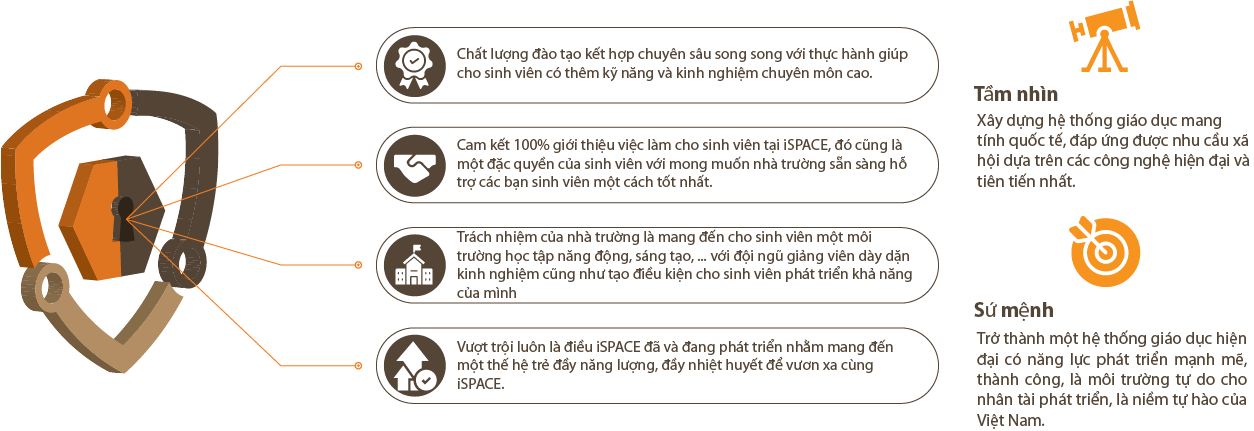 Chất lượng đào tạo kết hợp chuyên sâu song song với thực hành giúp
cho sinh viên có thêm kỹ năng và kinh nghiệm chuyên môn cao.
Cam kết 100% giới thiệu việc làm cho sinh viên tại iSPACE, đó cũng là
một đặc quyền của sinh viên với mong muốn nhà trường sẵn sàng hỗ
trợ các bạn sinh viên một cách tốt nhất.
Trách nhiệm của nhà trường là mang đến cho sinh viên một môi
trường học tập năng động, sáng tạo, ... với đội ngũ giảng viên dày dặn
kinh nghiệm cũng như tạo điều kiện cho sinh viên phát triển khả năng
của mình
Vượt trội luôn là điều iSPACE đã và đang phát triển nhằm mang đến
một thế hệ trẻ đầy năng lượng, đầy nhiệt huyết để vươn xa cùng
iSPACE.
Tầm nhìn
Xây dựng hệ thống giáo dục mang
tính quốc tế, đáp ứng được nhu cầu xã
hội dựa trên các công nghệ hiện đại và
tiên tiến nhất.
Sứ mệnh
Trở thành một hệ thống giáo dục hiện
đại có năng lực phát triển mạnh mẽ,
thành công, là môi trường tự do cho
nhân tài phát triển, là niềm tự hào của
Việt Nam.